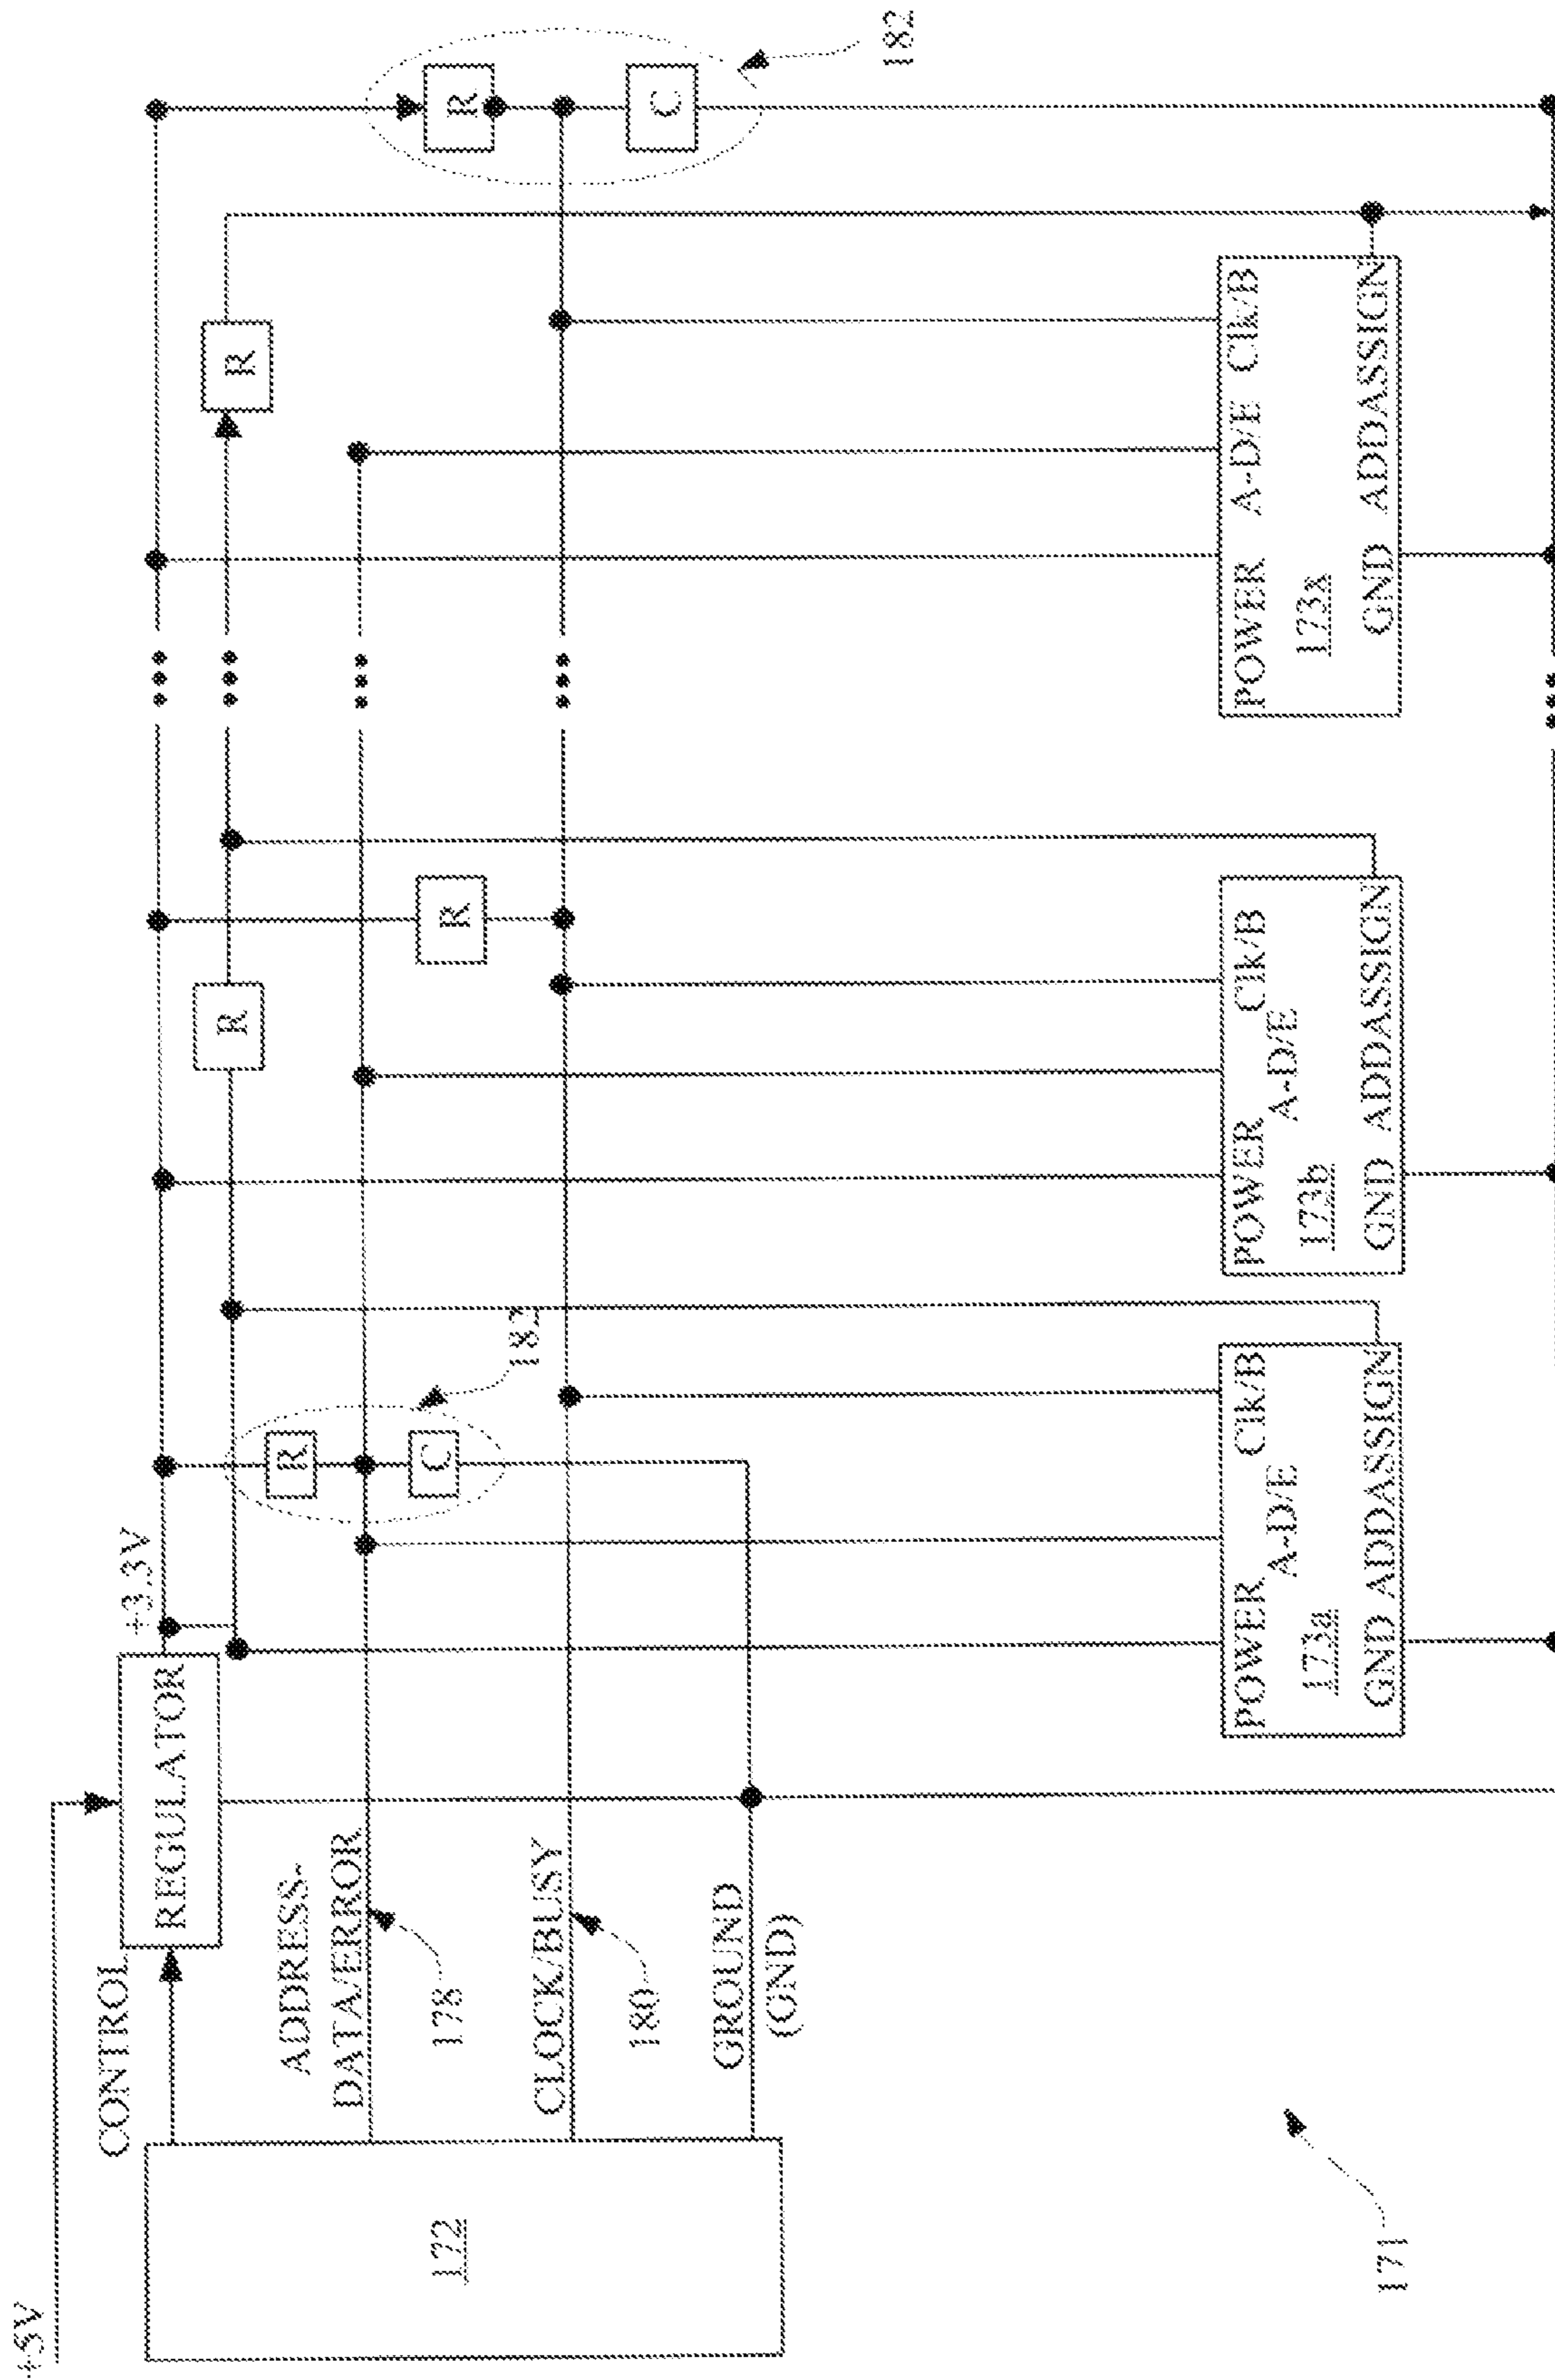 +5V
CONTROL
REGULATOR
+3.3V
R
R
R
R
R
C
182
ADDRESS-
DATA/ERROR
178
R
C
182
CLOCK/BUSY
180
GROUND
(GND)
172
171
POWER Clk/B
A-D/E
173a
GND ADDASSIGN
POWER Clk/B
A-D/E
173b
GND ADDASSIGN
POWER A-D/E Clk/B
173x
GND ADDASSIGN